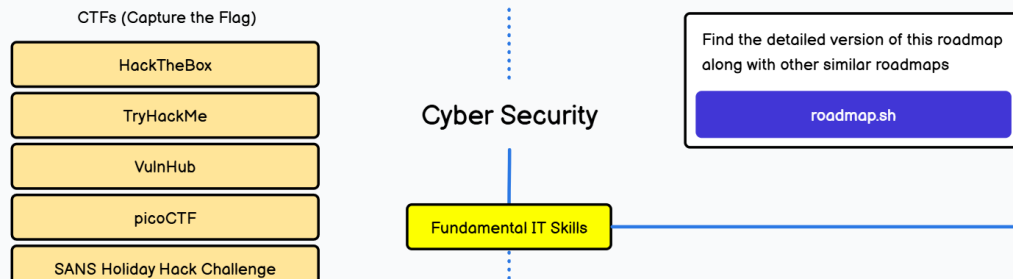 CTFs (Capture the Flag)
HackTheBox
TryHackMe
VulnHub
picoCTF
SANS Holiday Hack Challenge
Cyber Security
Fundamental IT Skills
Find the detailed version of this roadmap
along with other similar roadmaps
roadmap.sh